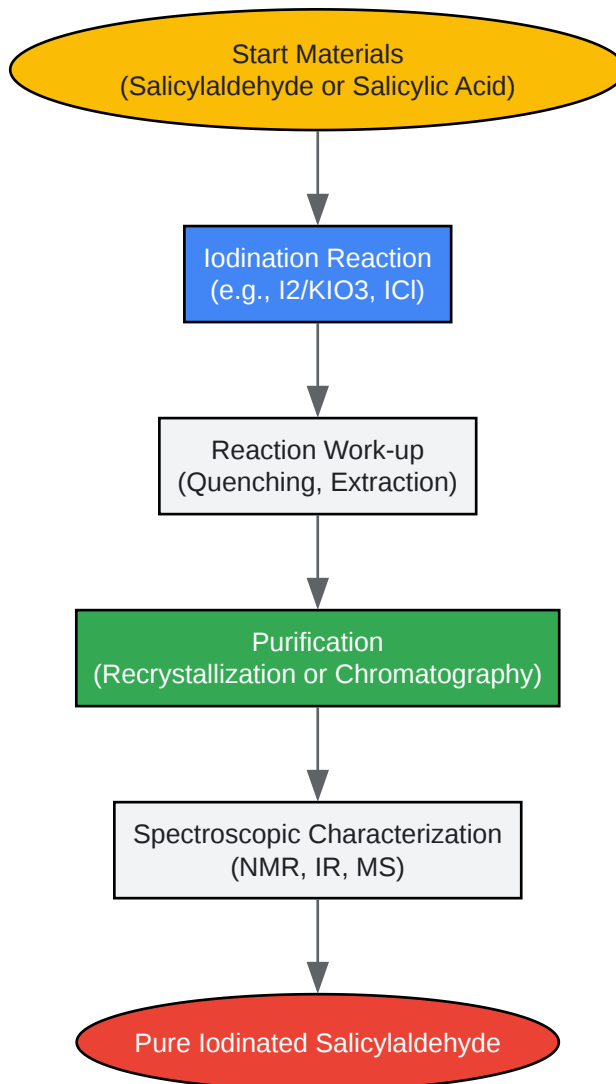 Start Materials
(Salicylaldehyde or Salicylic Acid)
Iodination Reaction
(e.g., I2/KIO3, ICl)
Reaction Work-up
(Quenching, Extraction)
Purification
(Recrystallization or Chromatography)
Spectroscopic Characterization
(NMR, IR, MS)
Pure Iodinated Salicylaldehyde